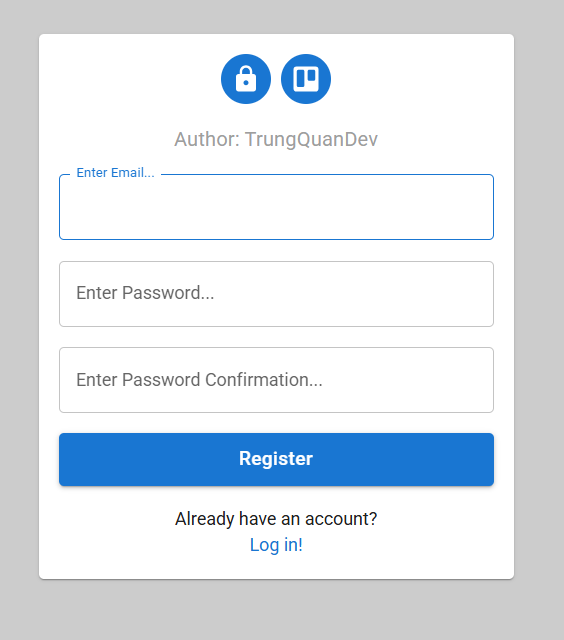 Author: TrungQuanDev
Enter Email...
Enter Password...
Enter Password Confirmation...
Register
Already have an account?
Log in!